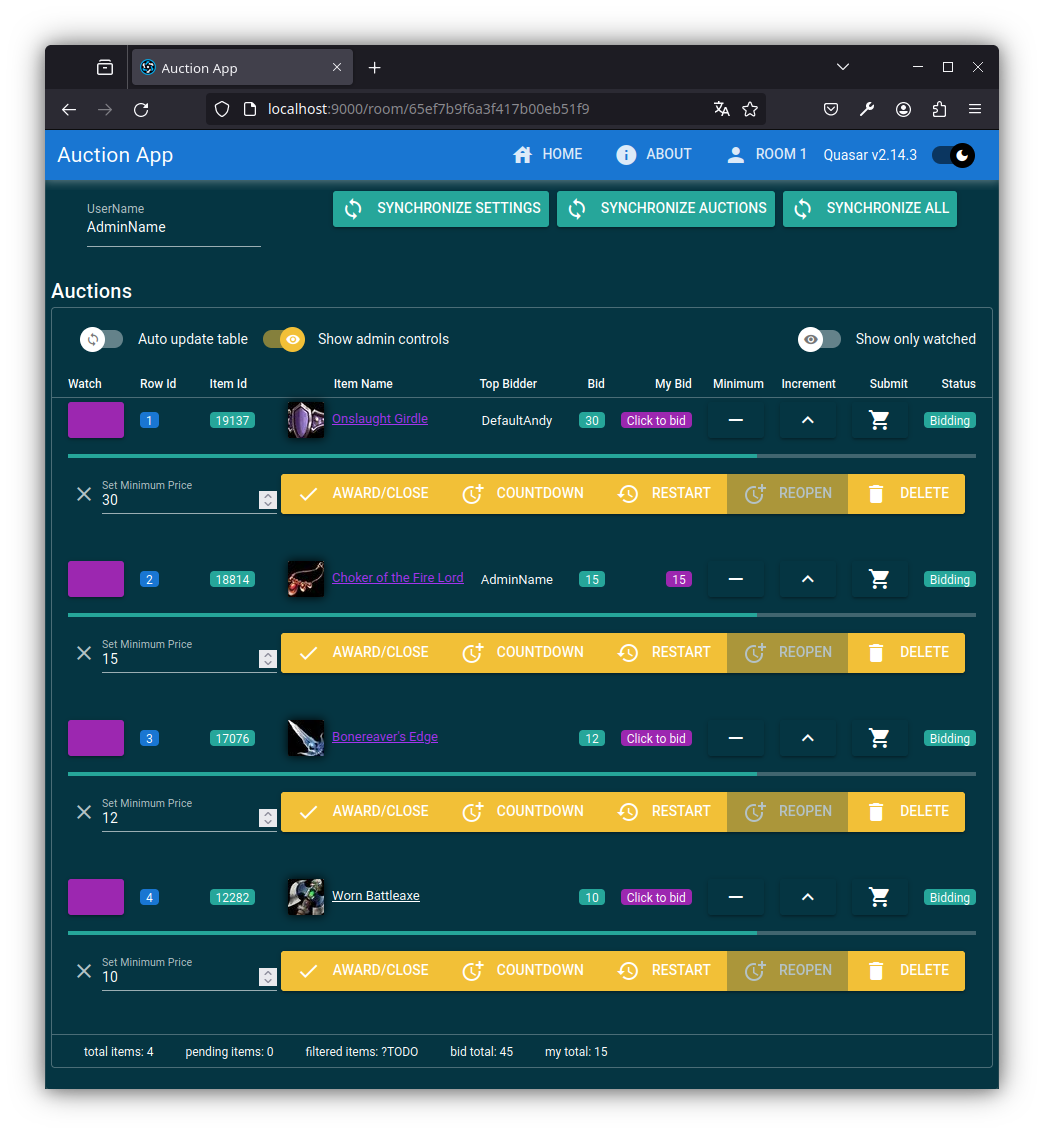 Auction App
localhost:9000/room/65ef7b9f6a3f417b00eb51f9
Auction App HOME ABOUT ROOM 1 Quasar v2.14.3
UserName
AdminName
SYNCHRONIZE SETTINGS SYNCHRONIZE AUCTIONS SYNCHRONIZE ALL
Auctions
Auto update table Show admin controls Show only watched
Watch Row Id Item Id Item Name Top Bidder Bid My Bid Minimum Increment Submit Status
1 19137 Onslaught Girdle DefaultAndy 30 Click to bid Bidding
Set Minimum Price
30
AWARD/CLOSE COUNTDOWN RESTART REOPEN DELETE
2 18814 Choker of the Fire Lord AdminName 15 15 Bidding
Set Minimum Price
15
AWARD/CLOSE COUNTDOWN RESTART REOPEN DELETE
3 17076 Bonereaver's Edge 12 Click to bid Bidding
Set Minimum Price
12
AWARD/CLOSE COUNTDOWN RESTART REOPEN DELETE
4 12282 Worn Battleaxe 10 Click to bid Bidding
Set Minimum Price
10
AWARD/CLOSE COUNTDOWN RESTART REOPEN DELETE
total items: 4 pending items: 0 filtered items: ?TODO bid total: 45 my total: 15